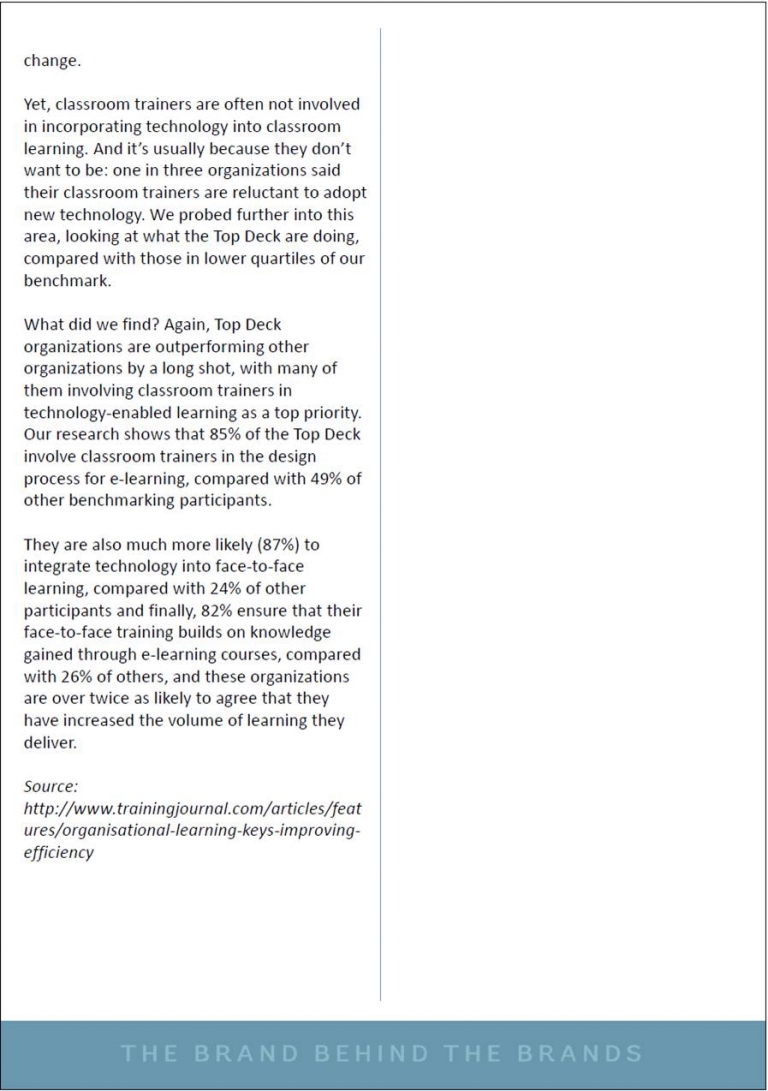 change.
Yet, classroom trainers are often not involved
in incorporating technology into classroom
learning. And it's usually because they don't
want to be: one in three organizations said
their classroom trainers are reluctant to adopt
new technology. We probed further into this
area, looking at what the Top Deck are doing,
compared with those in lower quartiles of our
benchmark.
What did we find? Again, Top Deck
organizations are outperforming other
organizations by a long shot, with many of
them involving classroom trainers in
technology-enabled learning as a top priority.
Our research shows that 85% of the Top Deck
involve classroom trainers in the design
process for e-learning, compared with 49% of
other benchmarking participants.
They are also much more likely (87%) to
integrate technology into face-to-face
learning, compared with 24% of other
participants and finally, 82% ensure that their
face-to-face training builds on knowledge
gained through e-learning courses, compared
with 26% of others, and these organizations
are over twice as likely to agree that they
have increased the volume of learning they
deliver.
Source:
http://www.trainingjournal.com/articles/feat
ures/organisational-learning-keys-improving-
efficiency
THE BRAND BEHIND THE BRANDS